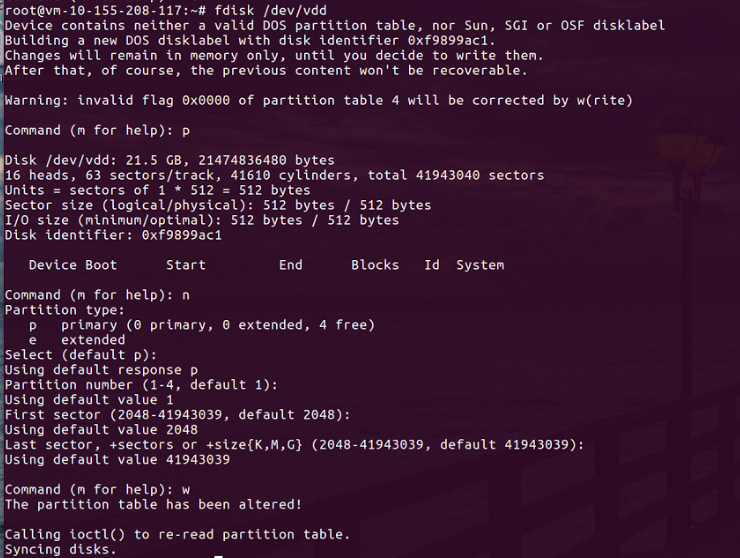 root@vm-10-155-208-117:~# fdisk /dev/vdd
Device contains neither a valid DOS partition table, nor Sun, SGI or OSF disklabel
Building a new DOS disklabel with disk identifier 0xf9899ac1.
Changes will remain in memory only, until you decide to write them.
After that, of course, the previous content won't be recoverable.

Warning: invalid flag 0x0000 of partition table 4 will be corrected by w(rite)

Command (m for help): p

Disk /dev/vdd: 21.5 GB, 21474836480 bytes
16 heads, 63 sectors/track, 41610 cylinders, total 41943040 sectors
Units = sectors of 1 * 512 = 512 bytes
Sector size (logical/physical): 512 bytes / 512 bytes
I/O size (minimum/optimal): 512 bytes / 512 bytes
Disk identifier: 0xf9899ac1

   Device Boot      Start         End      Blocks   Id  System

Command (m for help): n
Partition type:
   p   primary (0 primary, 0 extended, 4 free)
   e   extended
Select (default p):
Using default response p
Partition number (1-4, default 1):
Using default value 1
First sector (2048-41943039, default 2048):
Using default value 2048
Last sector, +sectors or +size{K,M,G} (2048-41943039, default 41943039):
Using default value 41943039

Command (m for help): w
The partition table has been altered!

Calling ioctl() to re-read partition table.
Syncing disks.